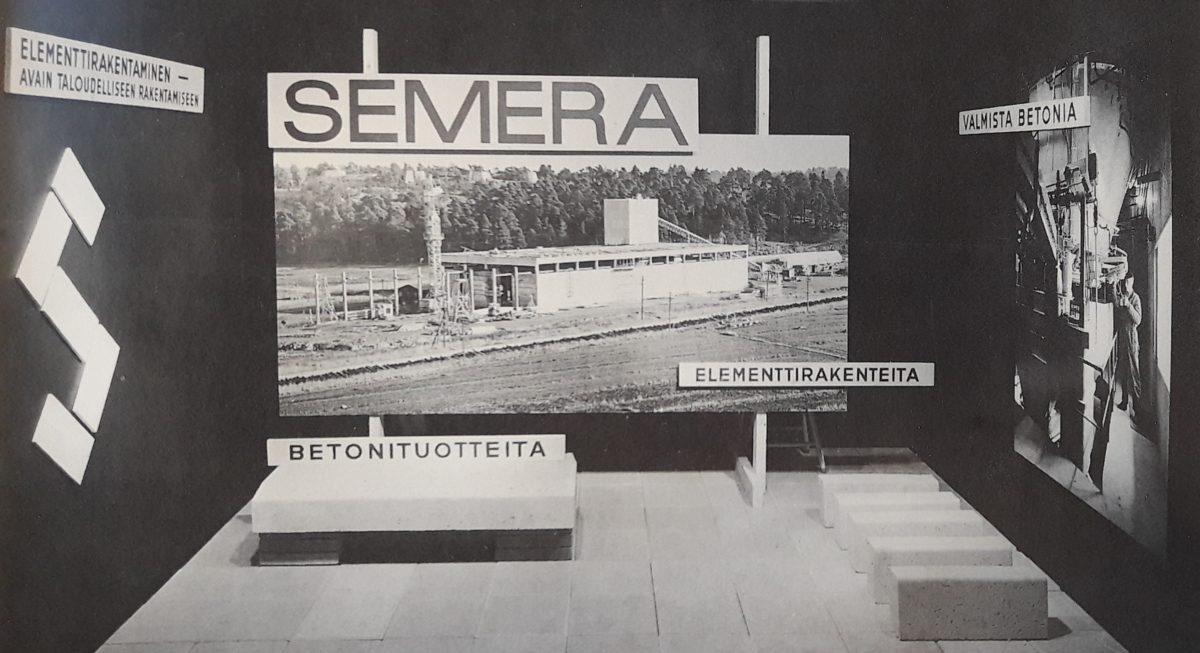 ELEMENTTIRAKENTAMINEN –
AVAIN TALOUDELLISEEN RAKENTAMISEEN
SEMERA
VALMISTA BETONIA
ELEMENTTIRAKENTEITA
BETONITUOTTEITA